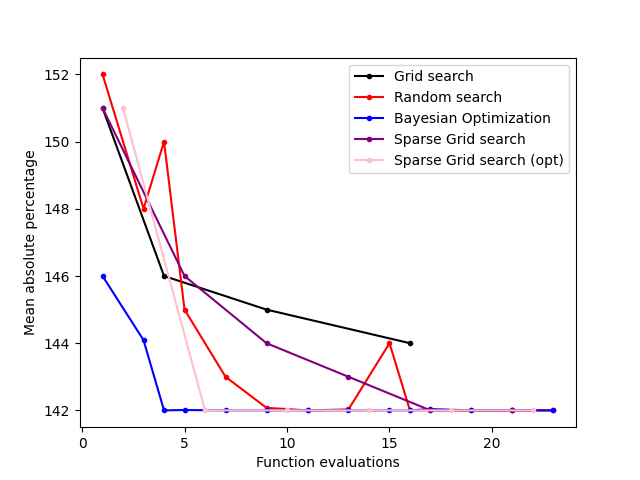 Grid search
Random search
Bayesian Optimization
Sparse Grid search
Sparse Grid search (opt)
Mean absolute percentage
152
150
148
146
144
142
0 5 10 15 20
Function evaluations